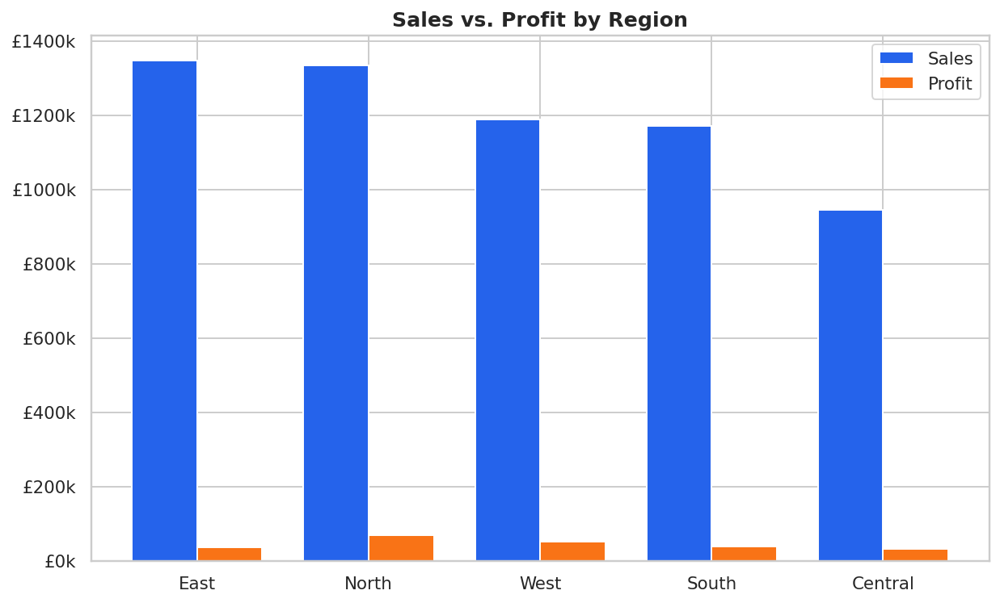 Sales vs. Profit by Region
£1400k
£1200k
£1000k
£800k
£600k
£400k
£200k
£0k
Sales
Profit
East
North
West
South
Central